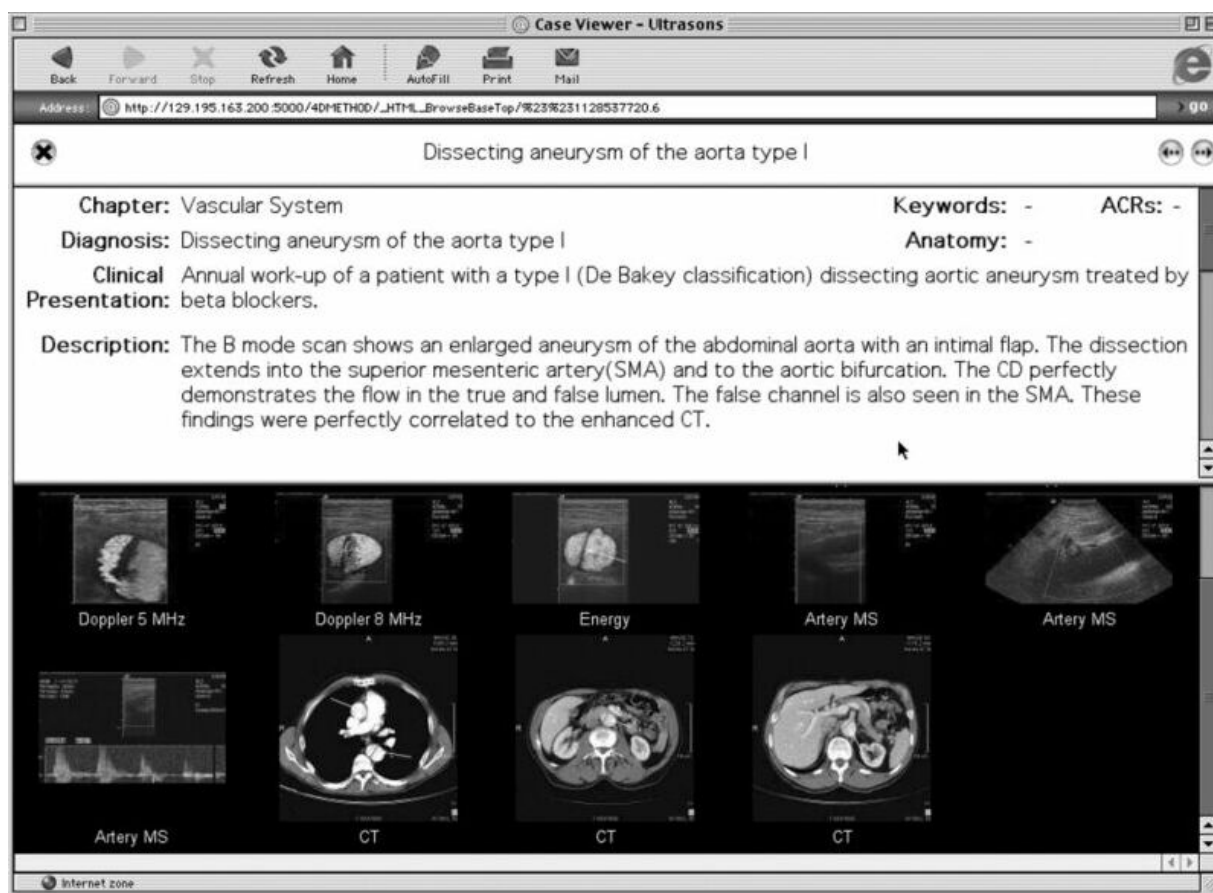 Case Viewer - Ultrasons
Back Forward Stop Refresh Home AutoFill Print Mail
Address: http://129.195.163.200:5000/4DMETHOD/_HTML_BrowseBaseTop/%23%231128537720.6 go
Dissecting aneurysm of the aorta type I
Chapter: Vascular System Keywords: - ACRs: -
Diagnosis: Dissecting aneurysm of the aorta type I Anatomy: -
Clinical Presentation: Annual work-up of a patient with a type I (De Bakey classification) dissecting aortic aneurysm treated by
beta blockers.
Description: The B mode scan shows an enlarged aneurysm of the abdominal aorta with an intimal flap. The dissection
extends into the superior mesenteric artery(SMA) and to the aortic bifurcation. The CD perfectly
demonstrates the flow in the true and false lumen. The false channel is also seen in the SMA. These
findings were perfectly correlated to the enhanced CT.
Doppler 5 MHz Doppler 8 MHz Energy Artery MS Artery MS
Artery MS CT CT CT
Internet zone